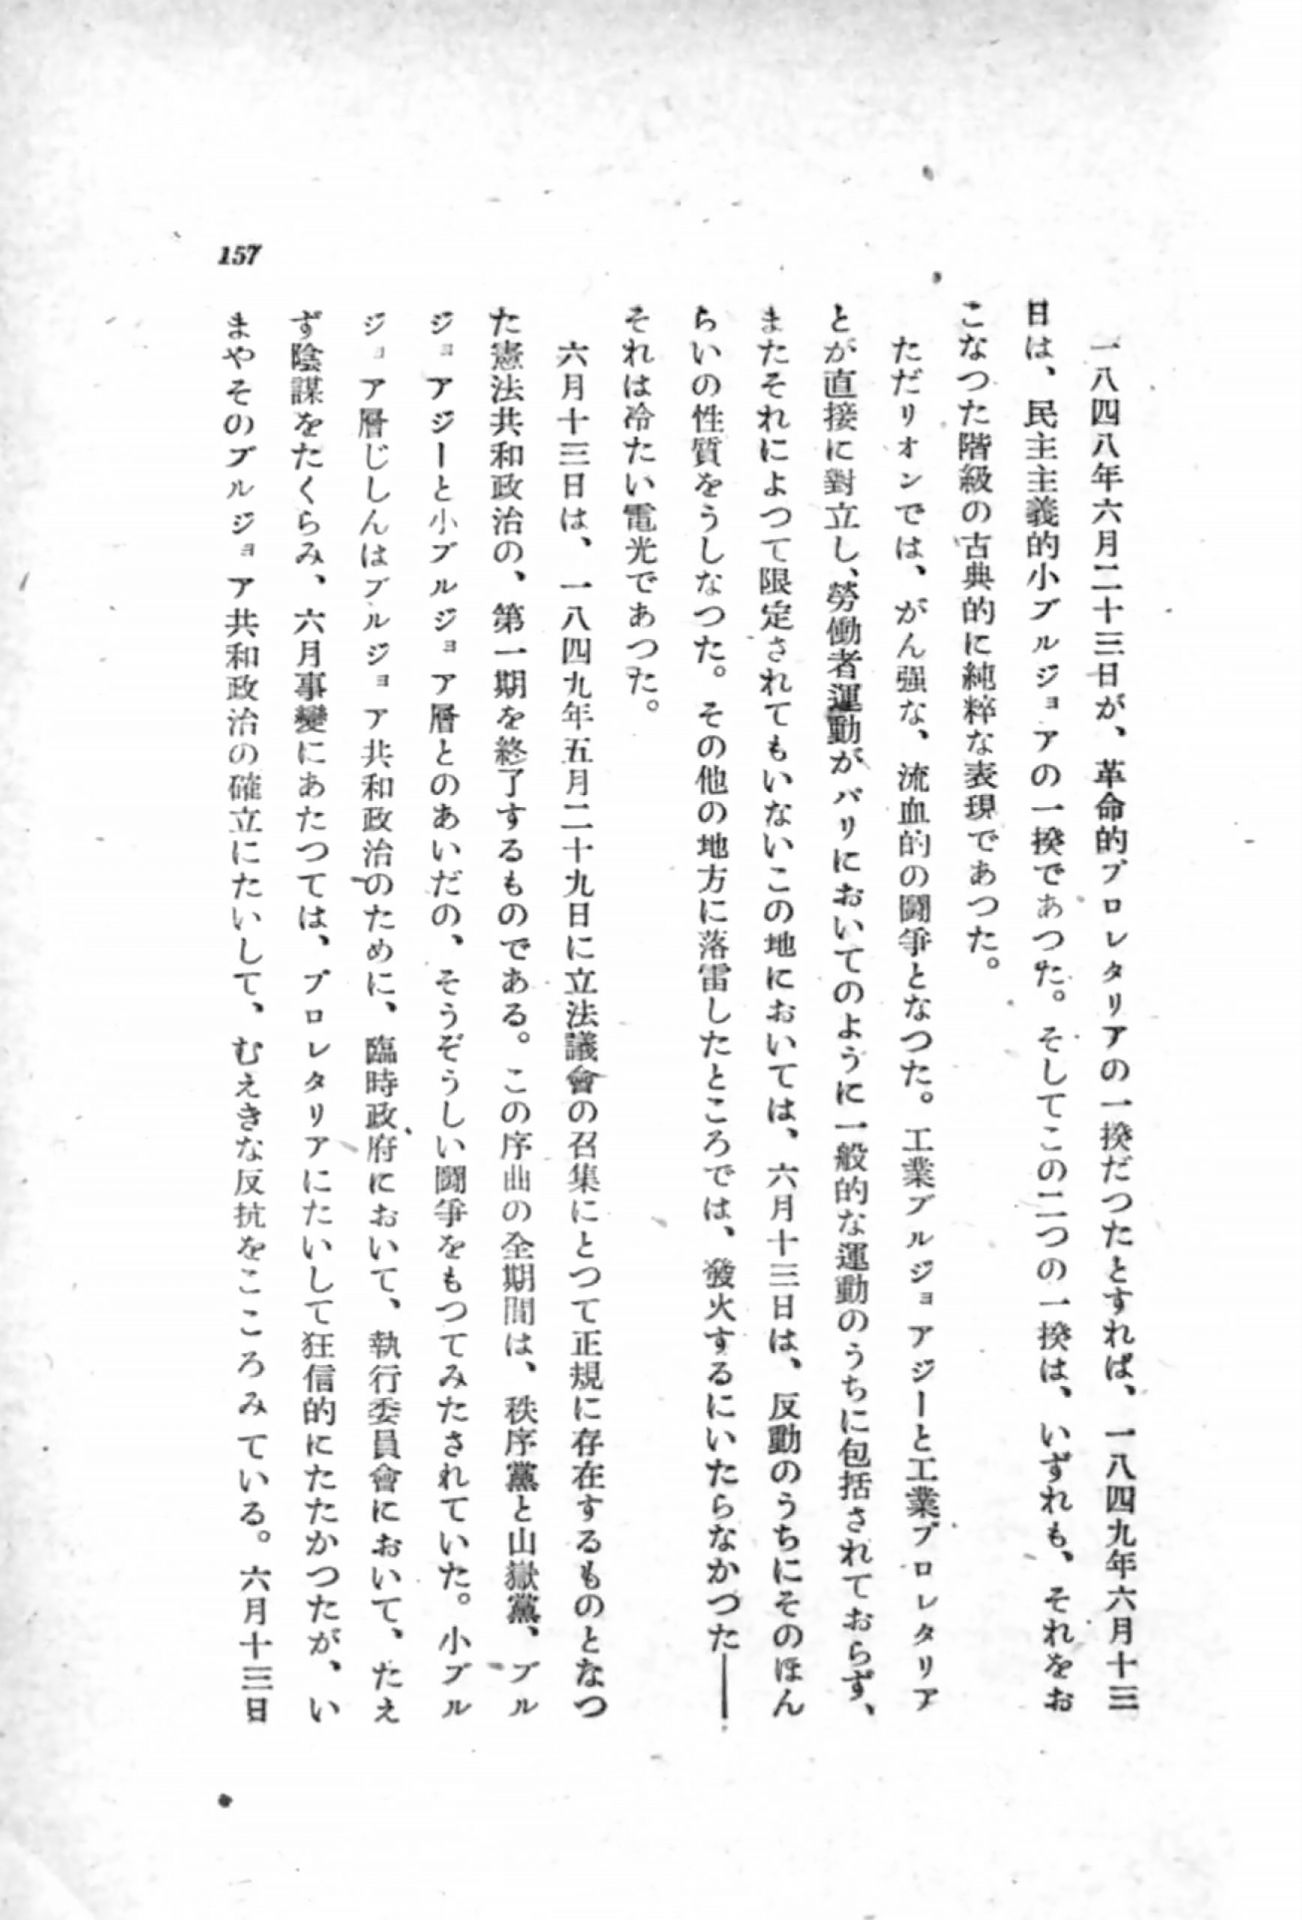 157
一八四八年六月二十三日が、革命的プロレタリアの一揆だつたとすれば、一八四九年六月十三
日は、民主主義的小ブルジョアの一揆であつた。そしてこの二つの一揆は、いずれも、それをお
こなつた階級の古典的に純粋な表現であつた。
ただリオンでは、がん強な、流血的の闘争となつた。工業ブルジョアジーと工業プロレタリア
とが直接に對立し、勞働者運動がパリにおいてのように一般的な運動のうちに包括されておらず、
またそれによつて限定されてもいないこの地においては、六月十三日は、反動のうちにそのほん
らいの性質をうしなつた。その他の地方に落雷したところでは、發火するにいたらなかつた――
それは冷たい電光であつた。
六月十三日は、一八四九年五月二十九日に立法議會の召集にとつて正規に存在するものとなつ
た憲法共和政治の、第一期を終了するものである。この序曲の全期間は、秩序黨と山嶽黨、ブル
ジョアジーと小ブルジョア層とのあいだの、そうぞうしい闘争をもつてみたされていた。小ブル
ジョア層じしんはブルジョア共和政治のために、臨時政府において、執行委員會において、たえ
ず陰謀をたくらみ、六月事變にあたつては、プロレタリアにたいして狂信的にたたかつたが、い
まやそのブルジョア共和政治の確立にたいして、むえきな反抗をこころみている。六月十三日